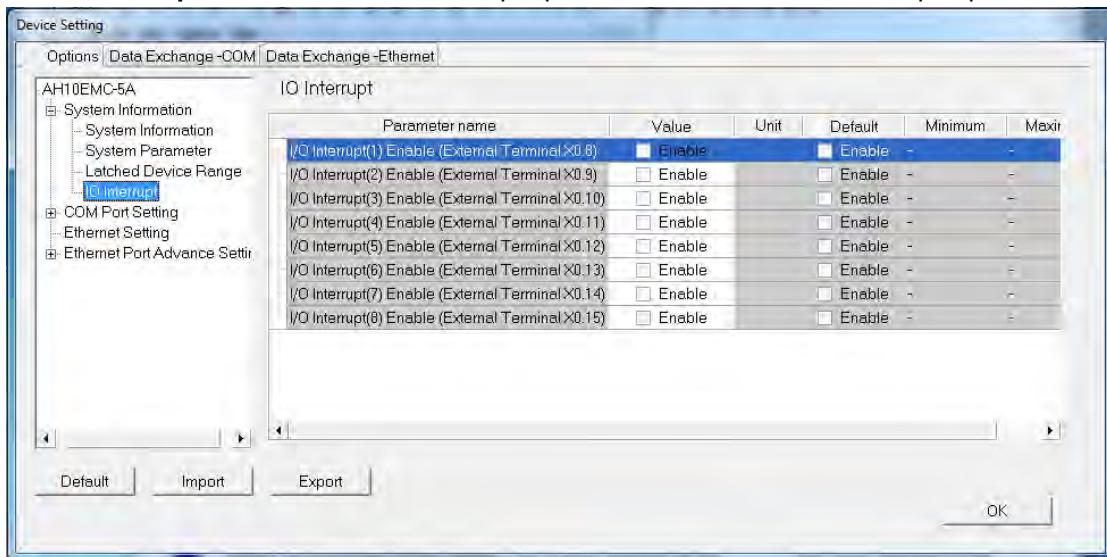 Device Setting
Options Data Exchange -COM Data Exchange -Ethernet
AH10EMC-5A
System Information
System Information
System Parameter
Latched Device Range
IO Interrupt
COM Port Setting
Ethernet Setting
Ethernet Port Advance Settin
IO Interrupt
Parameter name Value Unit Default Minimum Maxir
I/O Interrupt(1) Enable (External Terminal X0.8) Enable Enable - -
I/O Interrupt(2) Enable (External Terminal X0.9) Enable Enable - -
I/O Interrupt(3) Enable (External Terminal X0.10) Enable Enable - -
I/O Interrupt(4) Enable (External Terminal X0.11) Enable Enable - -
I/O Interrupt(5) Enable (External Terminal X0.12) Enable Enable - -
I/O Interrupt(6) Enable (External Terminal X0.13) Enable Enable - -
I/O Interrupt(7) Enable (External Terminal X0.14) Enable Enable - -
I/O Interrupt(8) Enable (External Terminal X0.15) Enable Enable - -
Default Import Export
OK